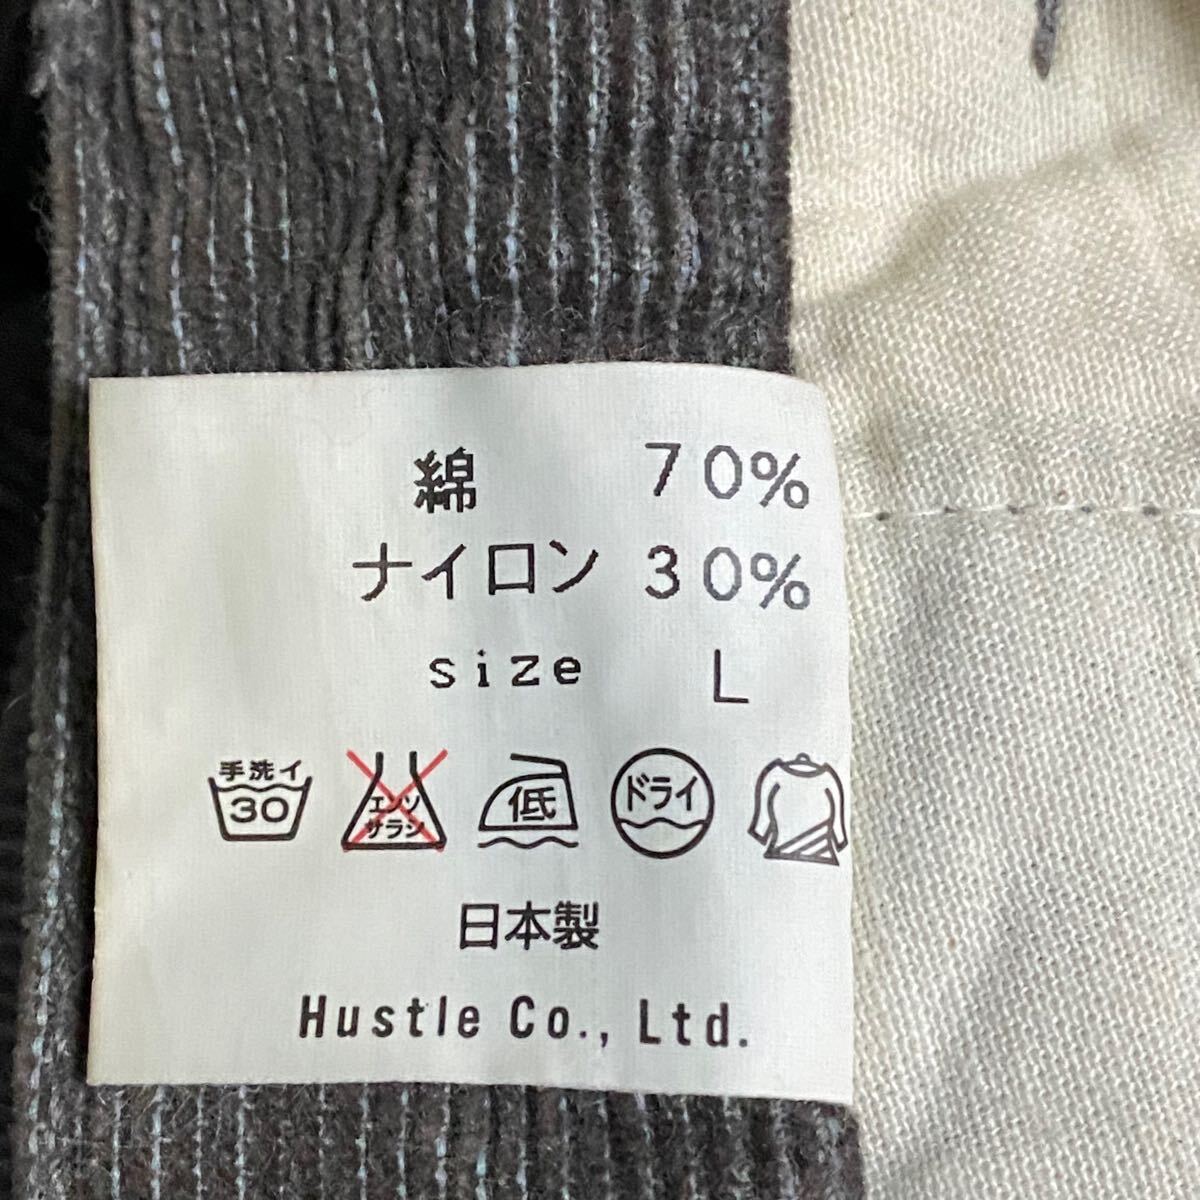 綿 70%
ナイロン 30%
size L
手洗イ
30
エンソ
サラシ
低
ドライ
日本製
Hustle Co., Ltd.